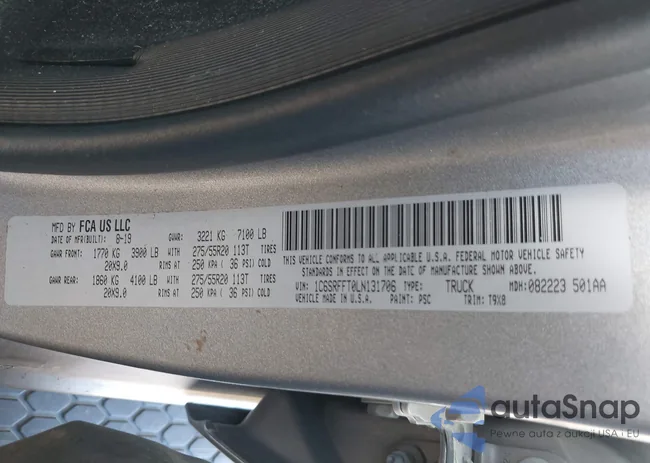 MFD BY FCA US LLC
DATE OF MFR(BUILT): 8-19 GVWR: 3221 KG 7100 LB
GAWR FRONT: 1770 KG 3900 LB 275/55R20 113T TIRES
20X9.0 RIMS AT 250 KPA ( 36 PSI) COLD
GAWR REAR: 1860 KG 4100 LB 275/55R20 113T TIRES
20X9.0 RIMS AT 250 KPA ( 36 PSI) COLD
THIS VEHICLE CONFORMS TO ALL APPLICABLE U.S.A. FEDERAL MOTOR VEHICLE SAFETY
STANDARDS IN EFFECT ON THE DATE OF MANUFACTURE SHOWN ABOVE.
VIN: 1C6SRFFT0LN131706 TYPE: TRUCK MDH: 082223 501AA
VEHICLE MADE IN U.S.A. PAINT: PSC TRIM: T9X8
autaSnap
Pewne auta z aukcji USA i EU